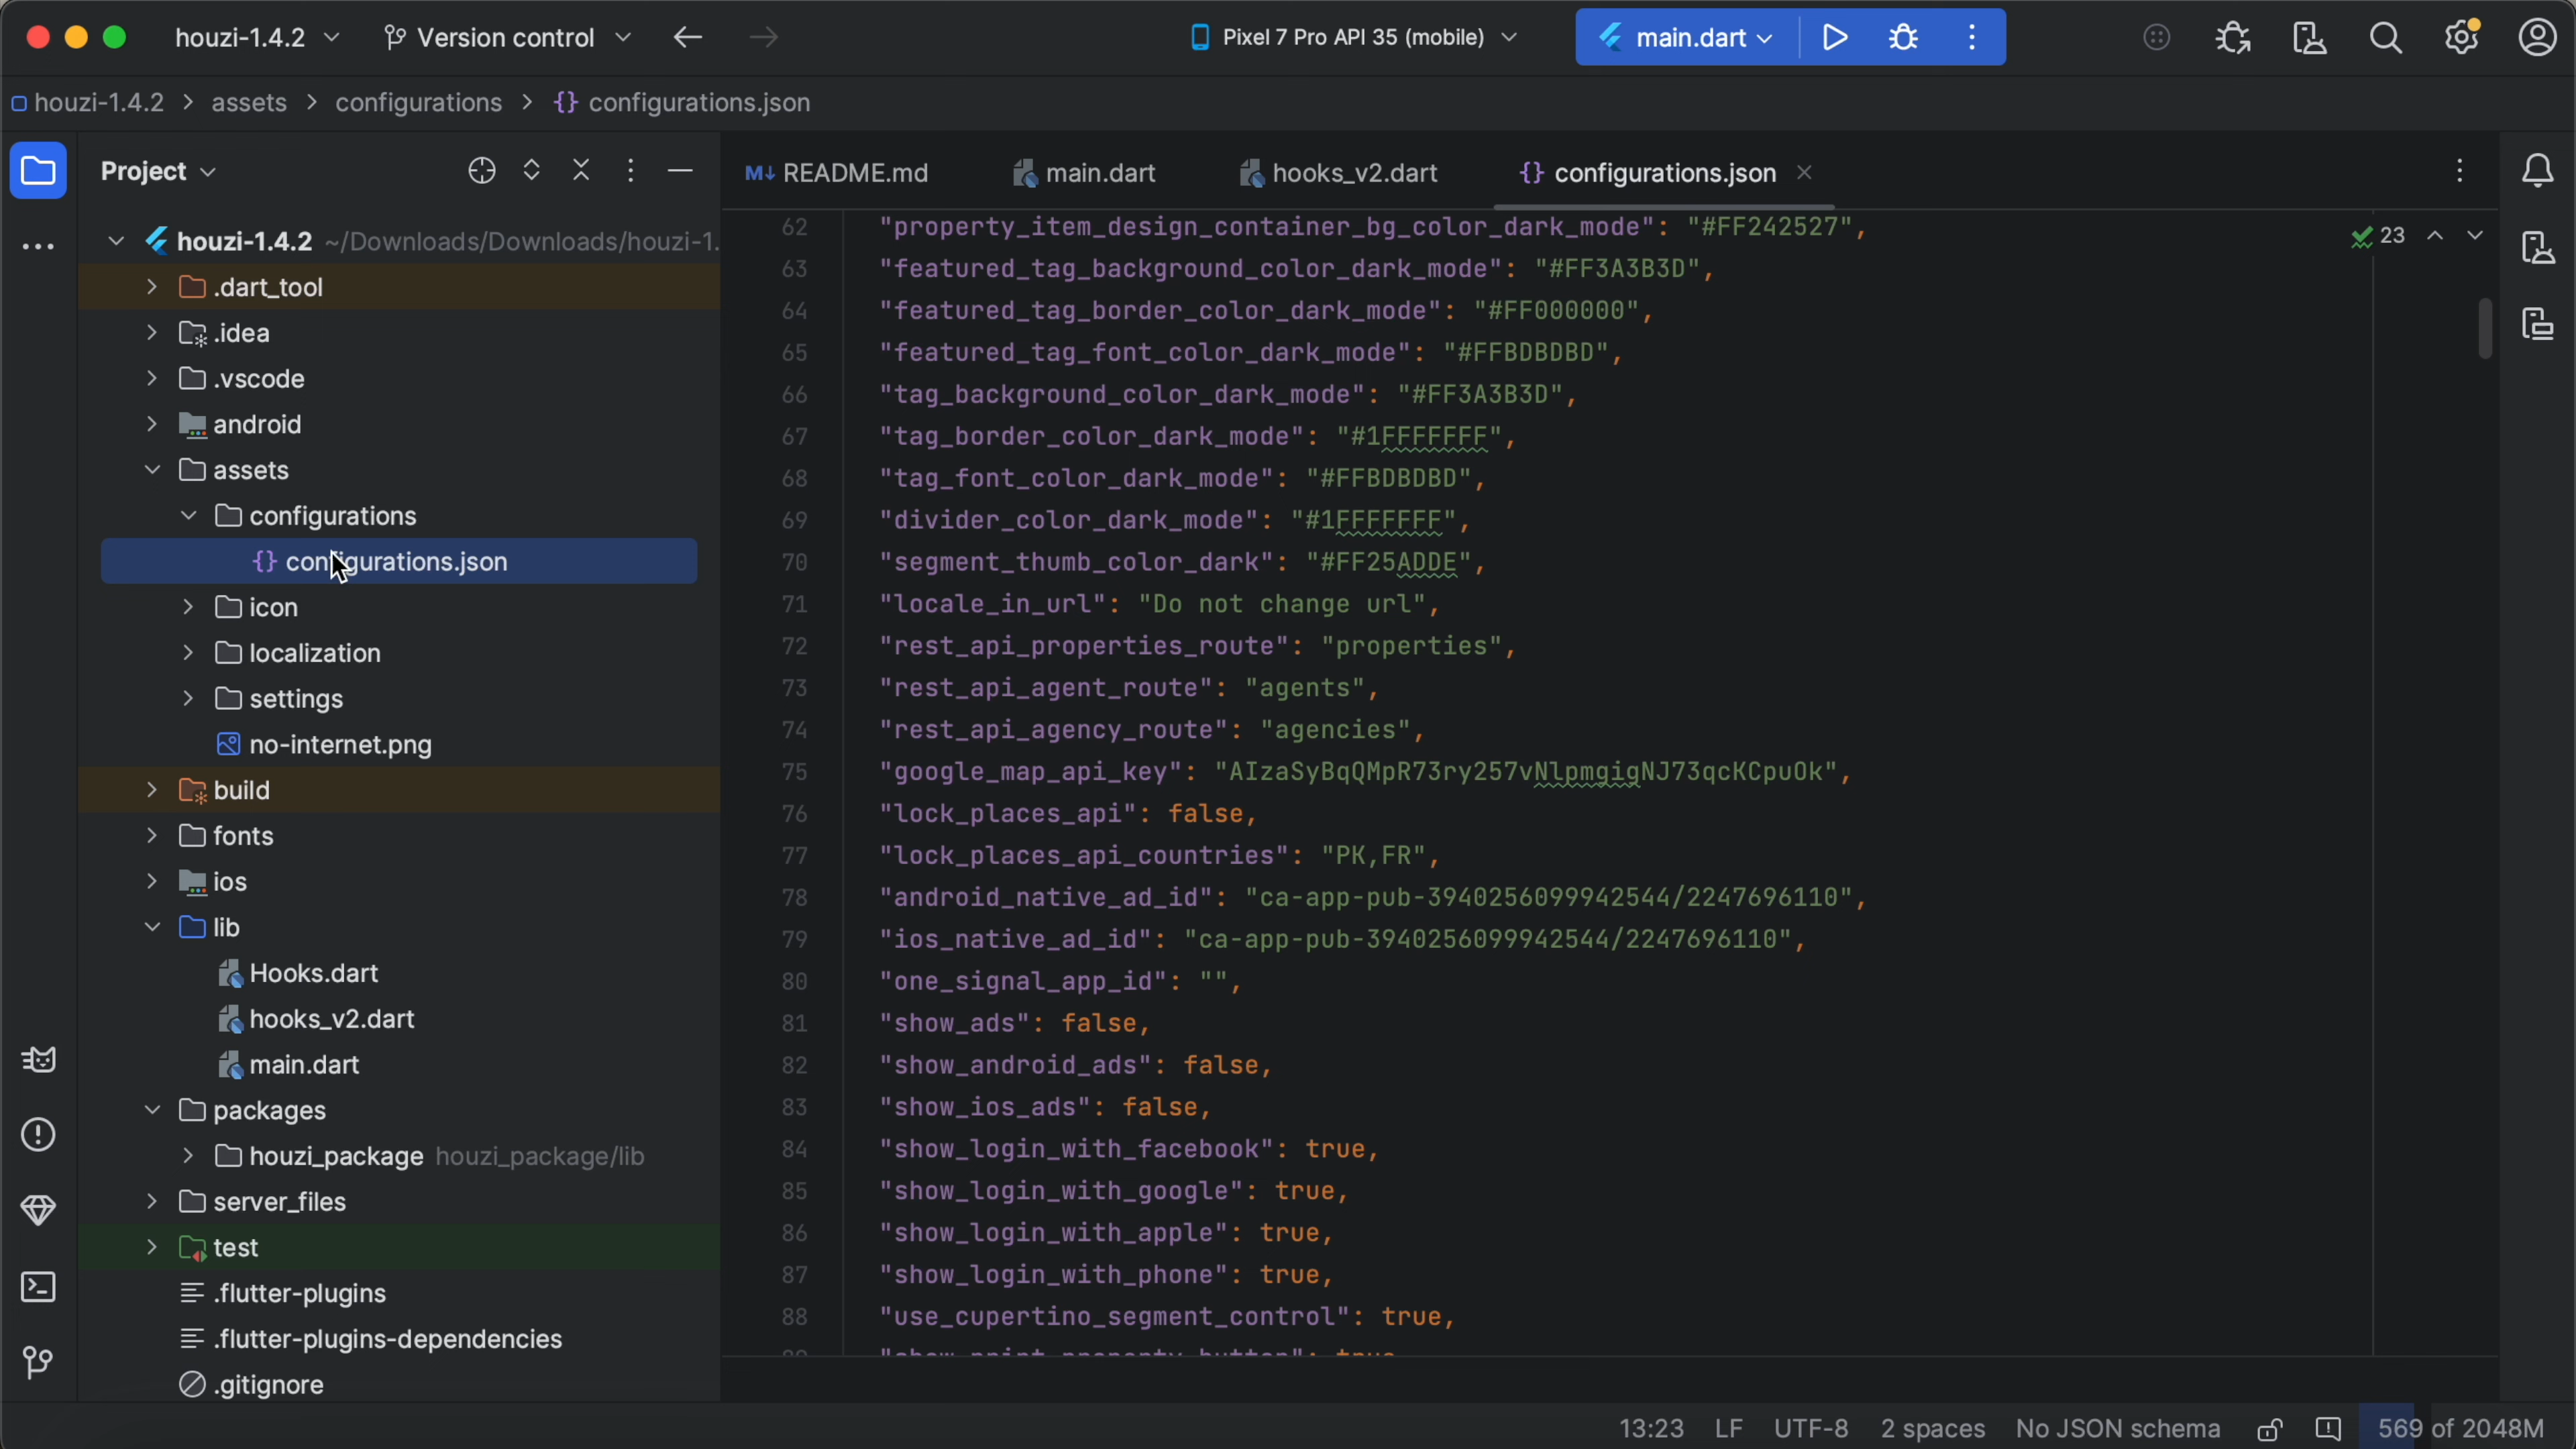 houzi-1.4.2
Version control
Pixel 7 Pro API 35 (mobile)
main.dart
houzi-1.4.2 > assets > configurations > {} configurations.json
Project
README.md
main.dart
hooks_v2.dart
{} configurations.json
houzi-1.4.2 ~/Downloads/Downloads/houzi-1.
.dart_tool
.idea
.vscode
android
assets
configurations
{} configurations.json
icon
localization
settings
no-internet.png
build
fonts
ios
lib
Hooks.dart
hooks_v2.dart
main.dart
packages
houzi_package houzi_package/lib
server_files
test
.flutter-plugins
.flutter-plugins-dependencies
.gitignore
23
62 "property_item_design_container_bg_color_dark_mode": "#FF242527",
63 "featured_tag_background_color_dark_mode": "#FF3A3B3D",
64 "featured_tag_border_color_dark_mode": "#FF000000",
65 "featured_tag_font_color_dark_mode": "#FFBDBDBD",
66 "tag_background_color_dark_mode": "#FF3A3B3D",
67 "tag_border_color_dark_mode": "#1FFFFFFF",
68 "tag_font_color_dark_mode": "#FFBDBDBD",
69 "divider_color_dark_mode": "#1FFFFFFF",
70 "segment_thumb_color_dark": "#FF25ADDE",
71 "locale_in_url": "Do not change url",
72 "rest_api_properties_route": "properties",
73 "rest_api_agent_route": "agents",
74 "rest_api_agency_route": "agencies",
75 "google_map_api_key": "AIzaSyBqQMpR73ry257vNlpmgigNJ73qcKCpuOk",
76 "lock_places_api": false,
77 "lock_places_api_countries": "PK,FR",
78 "android_native_ad_id": "ca-app-pub-3940256099942544/2247696110",
79 "ios_native_ad_id": "ca-app-pub-3940256099942544/2247696110",
80 "one_signal_app_id": "",
81 "show_ads": false,
82 "show_android_ads": false,
83 "show_ios_ads": false,
84 "show_login_with_facebook": true,
85 "show_login_with_google": true,
86 "show_login_with_apple": true,
87 "show_login_with_phone": true,
88 "use_cupertino_segment_control": true,
13:23 LF UTF-8 2 spaces No JSON schema 569 of 2048M